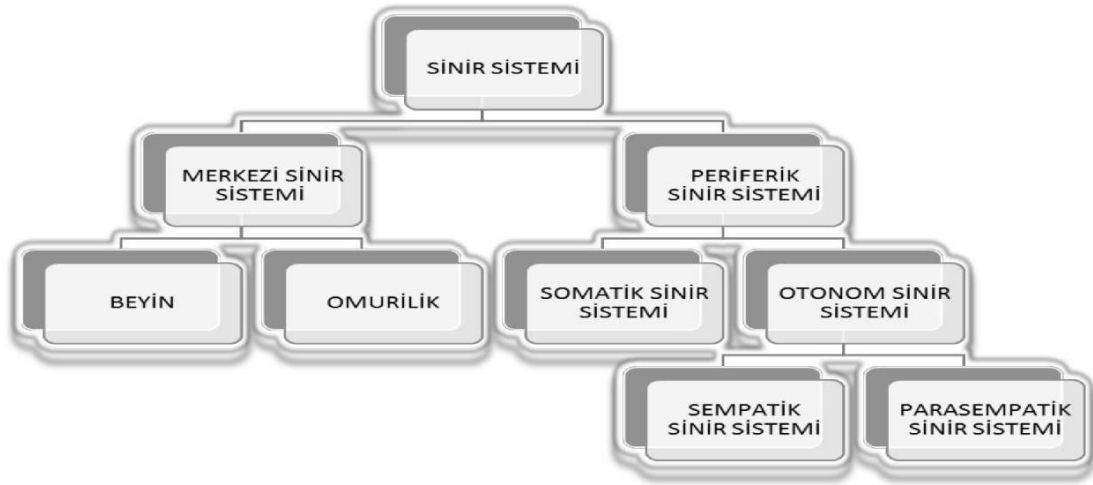 SİNİR SİSTEMİ
MERKEZİ SİNİR
SİSTEMİ
PERİFERİK
SİNİR SİSTEMİ
BEYİN
OMURİLİK
SOMATİK SİNİR
SİSTEMİ
OTONOM SİNİR
SİSTEMİ
SEMPATİK
SİNİR SİSTEMİ
PARASEMPATİK
SİNİR SİSTEMİ